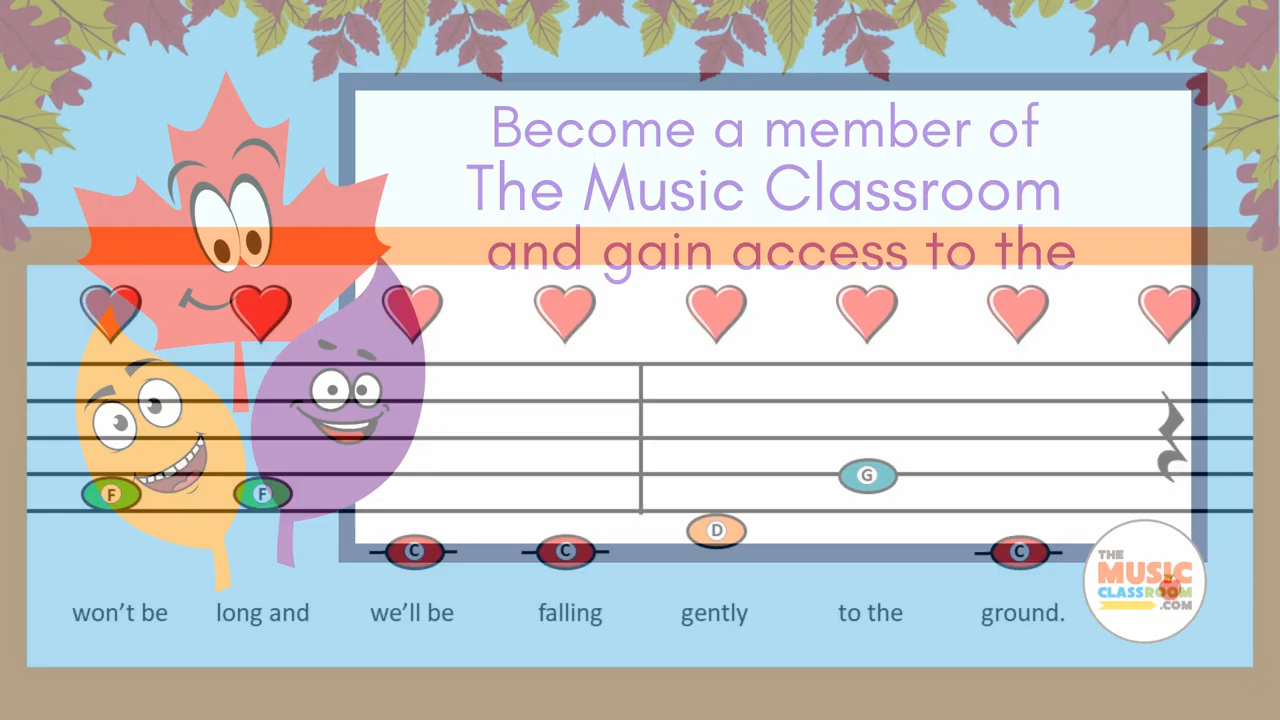 Become a member of
The Music Classroom
and gain access to the
F F C C D G C
won't be long and we'll be falling gently to the ground.
THE
MUSIC
CLASSROOM
.COM